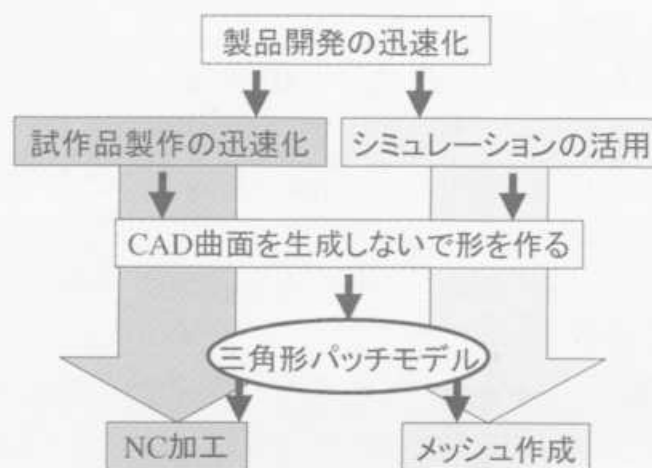 製品開発の迅速化
試作品製作の迅速化
シミュレーションの活用
CAD曲面を生成しないで形を作る
三角形パッチモデル
NC加工
メッシュ作成